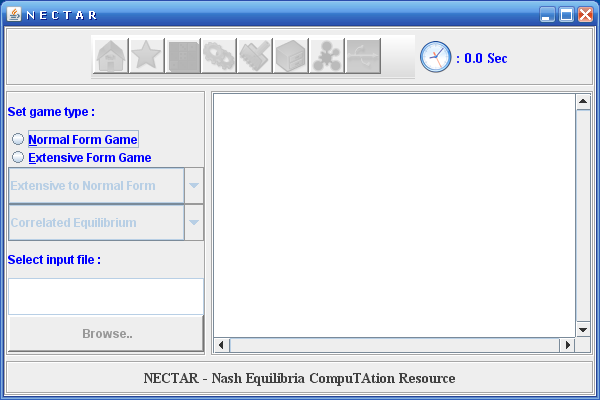 N E C T A R
: 0.0 Sec
Set game type :
Normal Form Game
Extensive Form Game
Extensive to Normal Form
Correlated Equilibrium
Select input file :
Browse..
NECTAR - Nash Equilibria CompuTAtion Resource